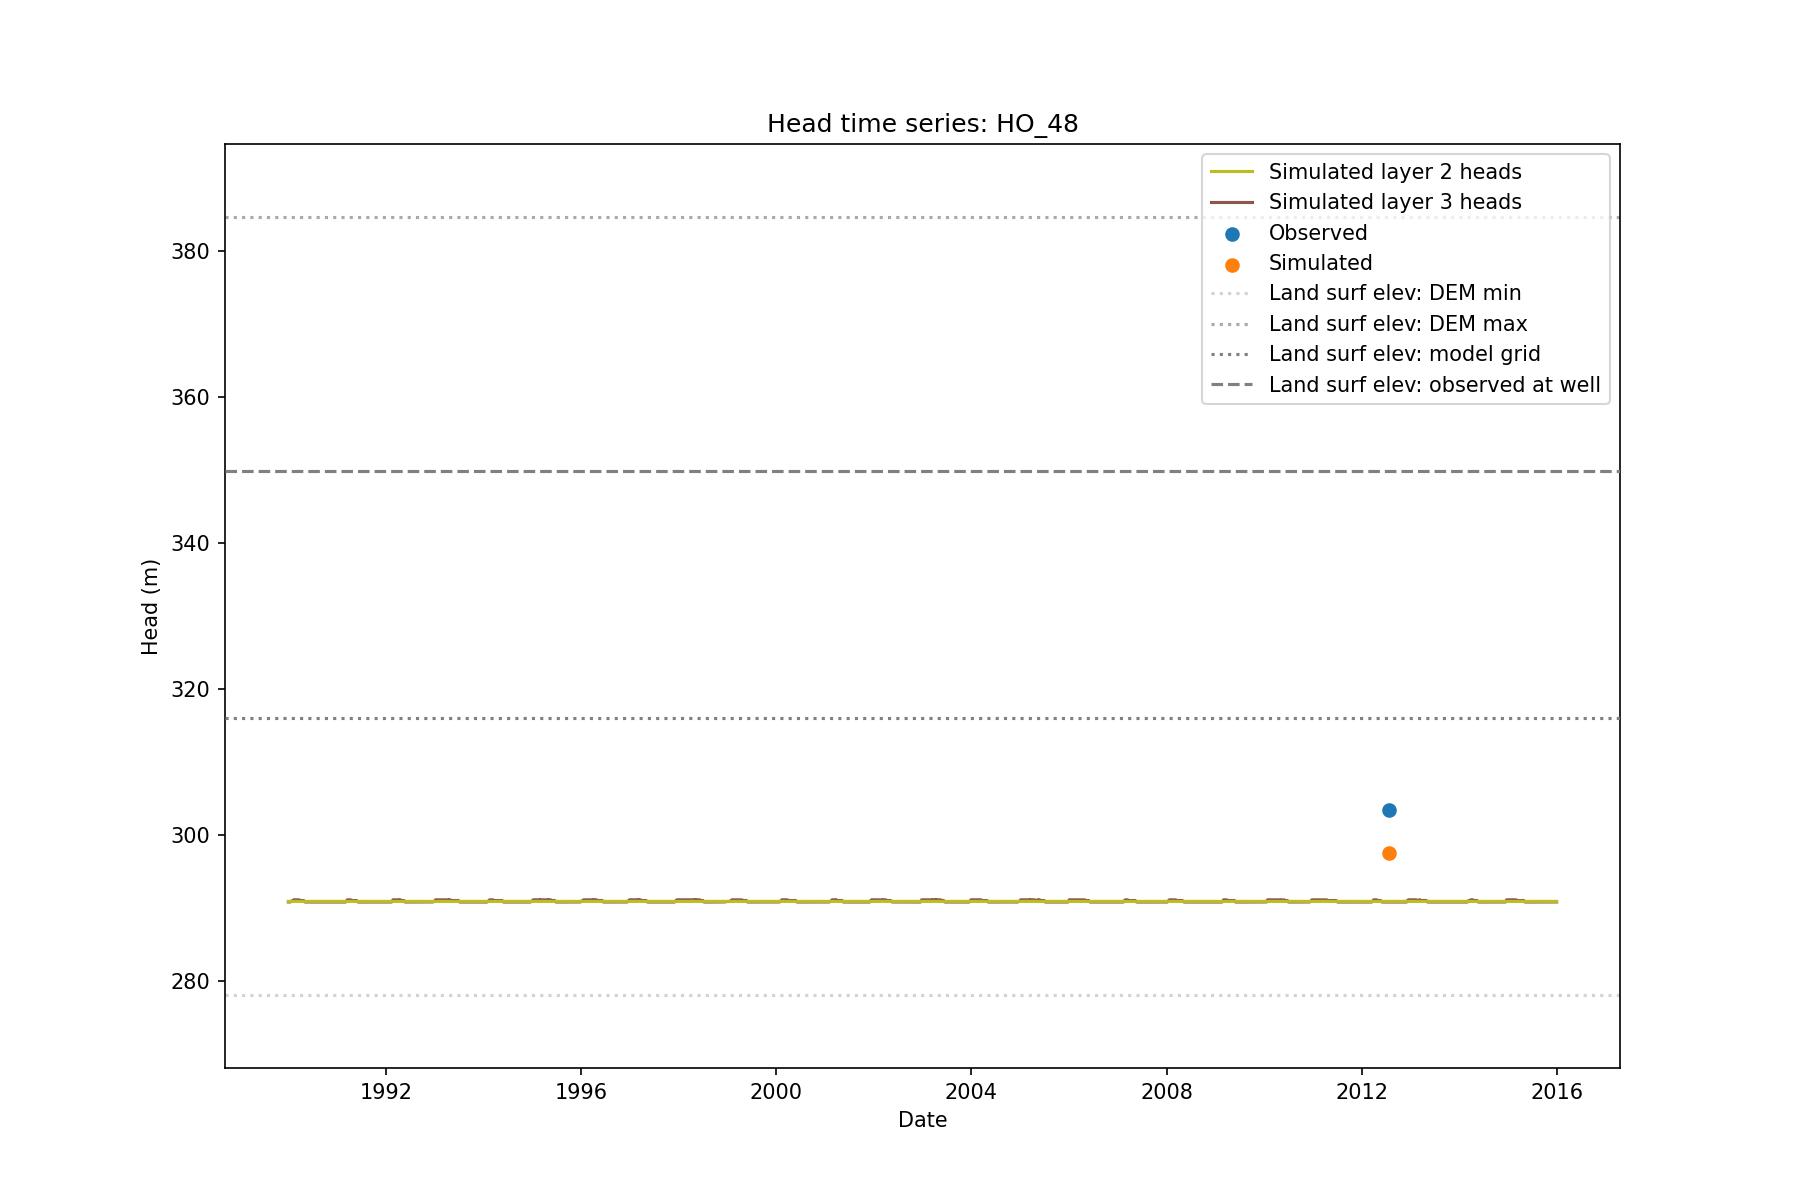 Head time series: HO_48
Simulated layer 2 heads
Simulated layer 3 heads
Observed
Simulated
Land surf elev: DEM min
Land surf elev: DEM max
Land surf elev: model grid
Land surf elev: observed at well
380
360
340
320
300
280
Head (m)
1992 1996 2000 2004 2008 2012 2016
Date